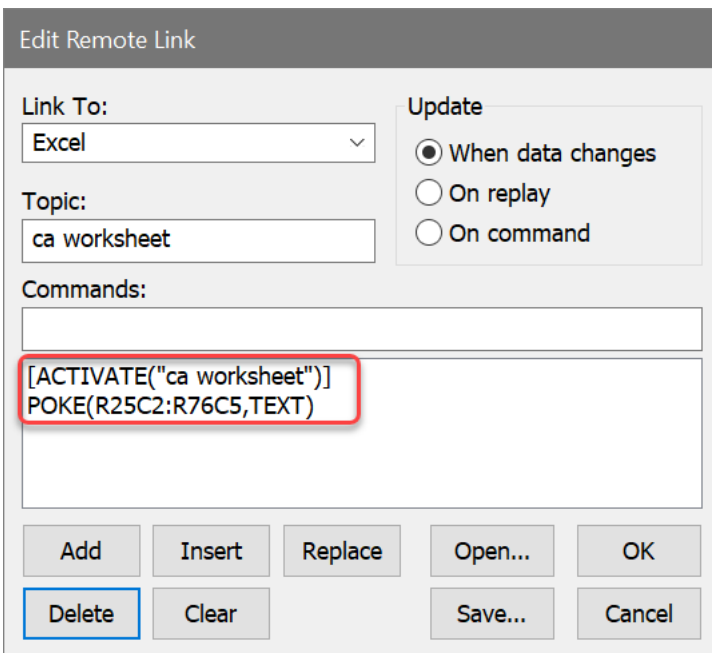 Edit Remote Link
Link To:
Excel
Topic:
ca worksheet
Update
When data changes
On replay
On command
Commands:
[ACTIVATE("ca worksheet")]
POKE(R25C2:R76C5,TEXT)
Add Insert Replace Open... OK
Delete Clear Save... Cancel